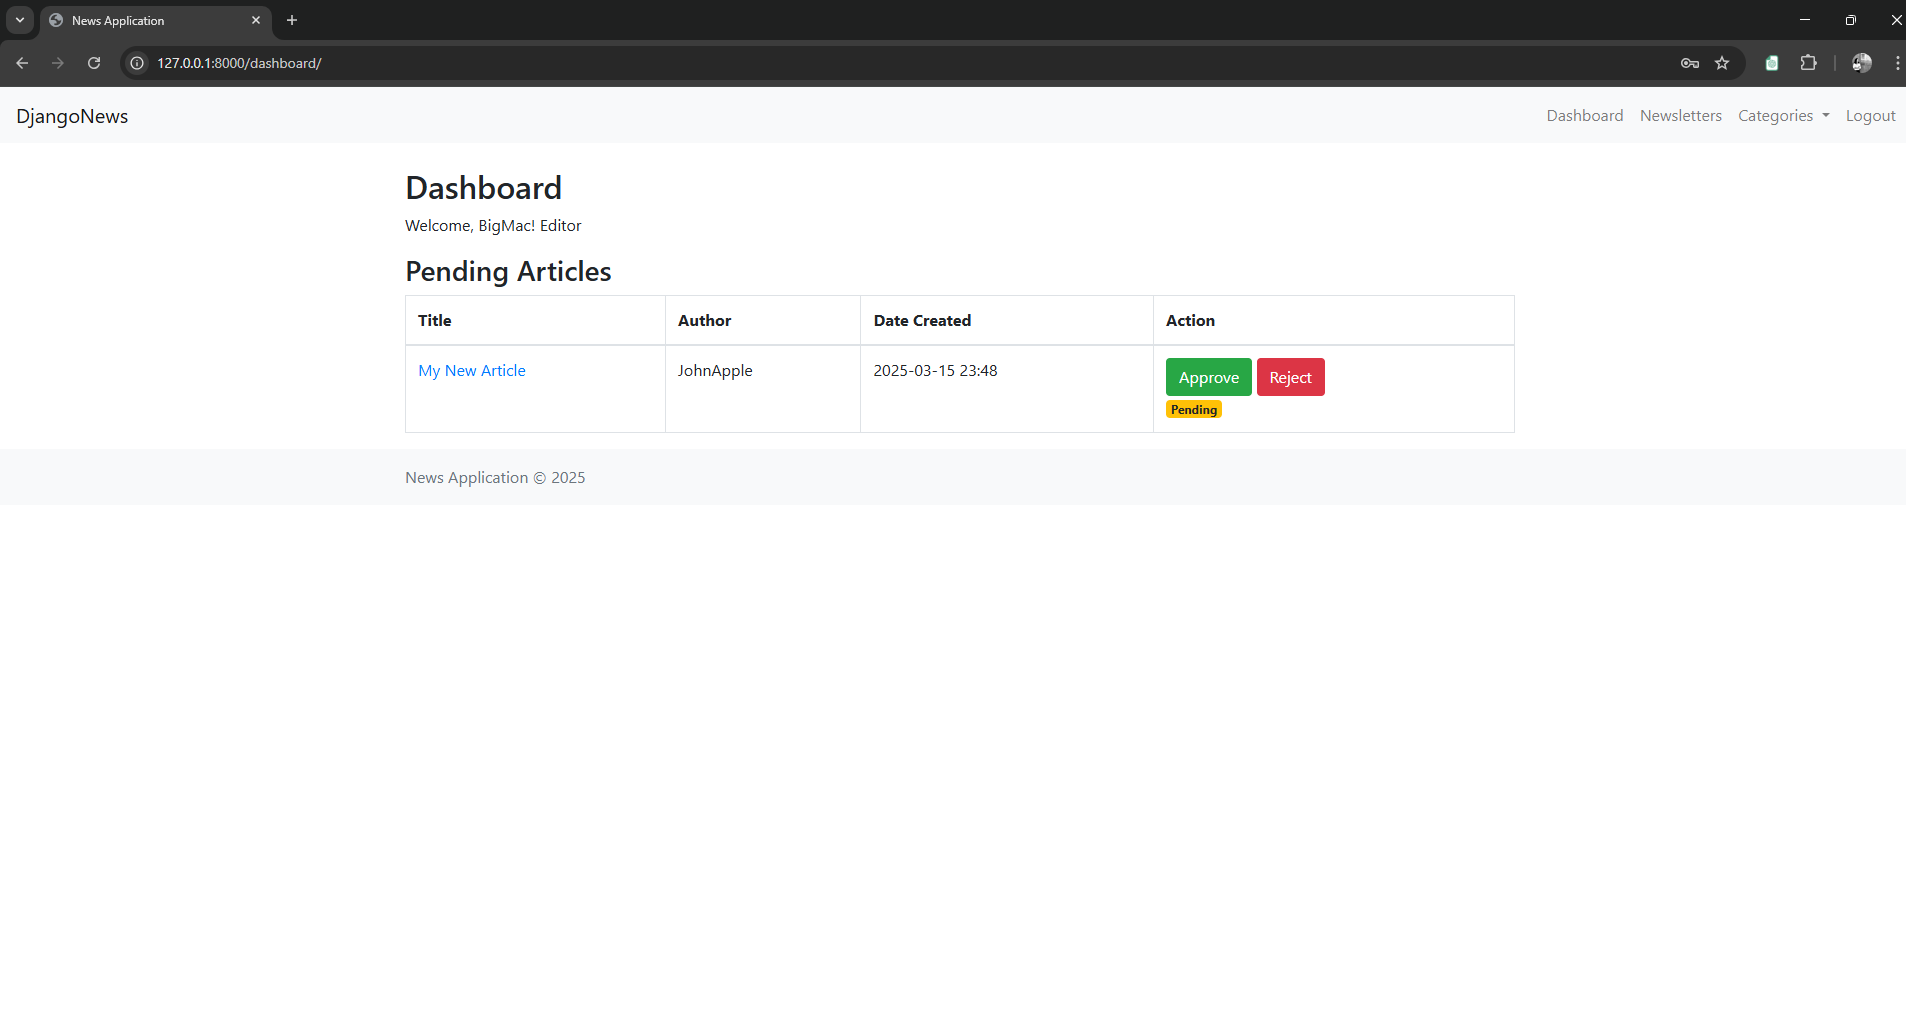 News Application
127.0.0.1:8000/dashboard/
DjangoNews
Dashboard Newsletters Categories Logout
Dashboard
Welcome, BigMac! Editor
Pending Articles
Title Author Date Created Action
My New Article JohnApple 2025-03-15 23:48 Approve Reject
Pending
News Application © 2025